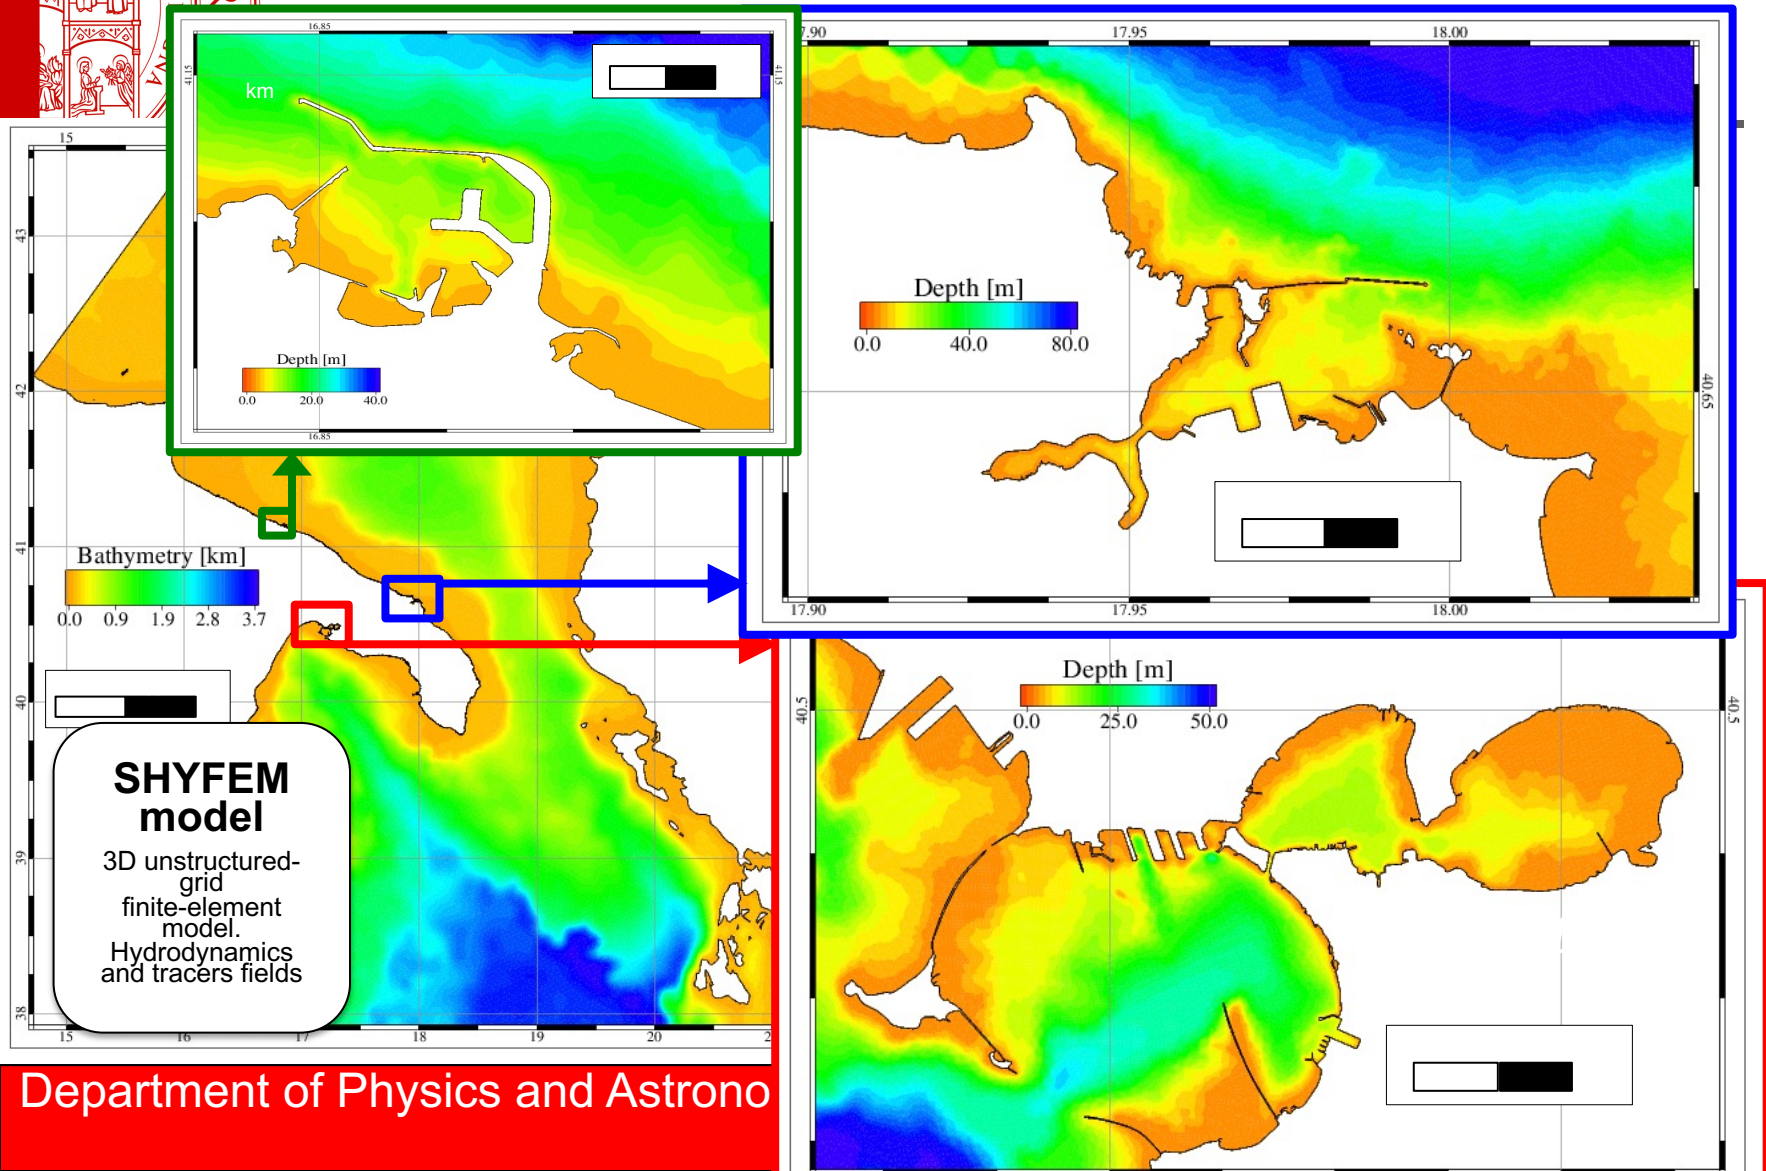 NA
16.85
41.15
41.15
km
Depth [m]
0.0 20.0 40.0
16.85
7.90 17.95 18.00
Depth [m]
0.0 40.0 80.0
40.65
17.90 17.95 18.00
15
43
42
41
40
39
38
Bathymetry [km]
0.0 0.9 1.9 2.8 3.7
15 16 17 18 19 20 2
SHYFEM
model
3D unstructured-
grid
finite-element
model.
Hydrodynamics
and tracers fields
Depth [m]
0.0 25.0 50.0
40.5
40.5
Department of Physics and Astrono